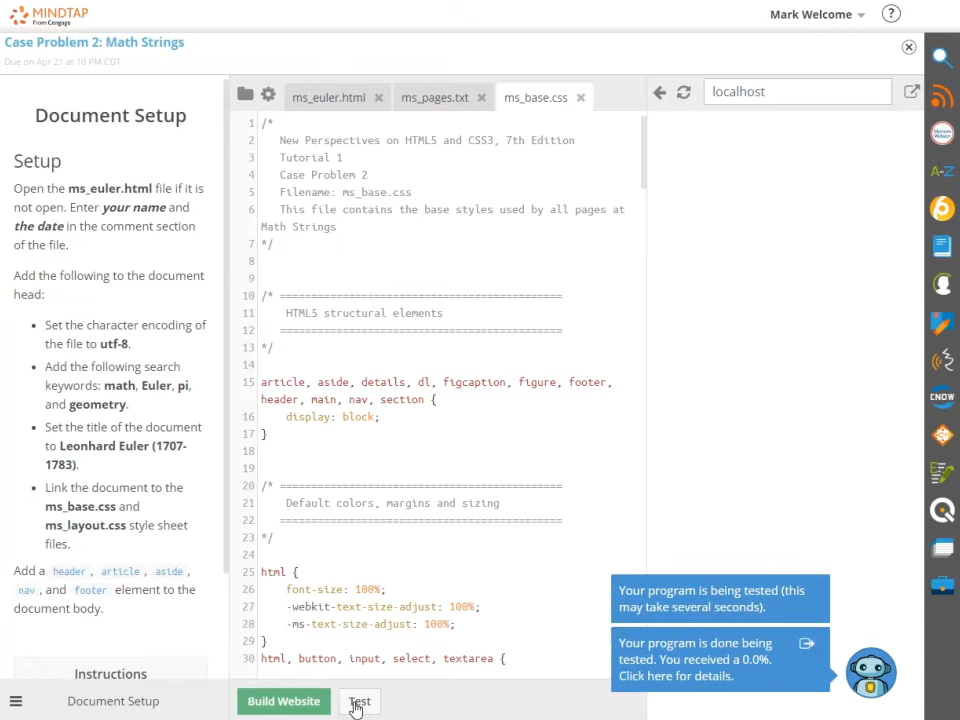 MINDTAP
From Cengage
Mark Welcome
?
Case Problem 2: Math Strings
Due on Apr 21 at 10 PM CDT
Document Setup
Setup
Open the ms_euler.html file if it is
not open. Enter your name and
the date in the comment section
of the file.
Add the following to the document
head:
• Set the character encoding of
the file to utf-8.
• Add the following search
keywords: math, Euler, pi,
and geometry.
• Set the title of the document
to Leonhard Euler (1707-
1783).
• Link the document to the
ms_base.css and
ms_layout.css style sheet
files.
Add a header, article, aside,
nav, and footer element to the
document body.
Instructions
Document Setup
ms_euler.html
ms_pages.txt
ms_base.css
1 /*
2 New Perspectives on HTML5 and CSS3, 7th Edition
3 Tutorial 1
4 Case Problem 2
5 Filename: ms_base.css
6 This file contains the base styles used by all pages at
Math Strings
7 */
8
9
10 /* =============================================
11 HTML5 structural elements
12 =============================================
13 */
14
15 article, aside, details, dl, figcaption, figure, footer,
header, main, nav, section {
16 display: block;
17 }
18
19
20 /* =============================================
21 Default colors, margins and sizing
22 =============================================
23 */
24
25 html {
26 font-size: 100%;
27 -webkit-text-size-adjust: 100%;
28 -ms-text-size-adjust: 100%;
29 }
30 html, button, input, select, textarea {
Build Website
Test
localhost
Your program is being tested (this
may take several seconds).
Your program is done being
tested. You received a 0.0%.
Click here for details.
A-Z
CNOW